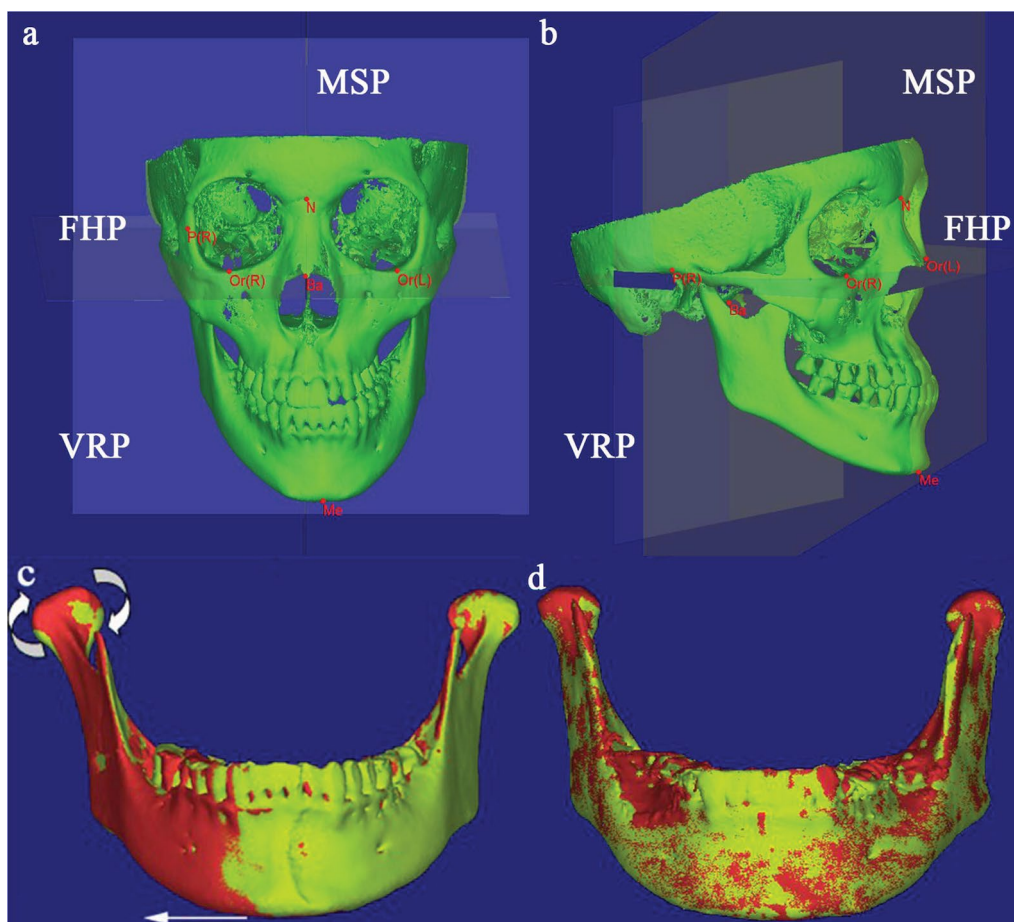 a
MSP
FHP
N
P(R)
Or(R)
Ba
Or(L)
VRP
Me
b
MSP
FHP
N
Or(L)
P(R)
Or(R)
Ba
VRP
Me
c
d